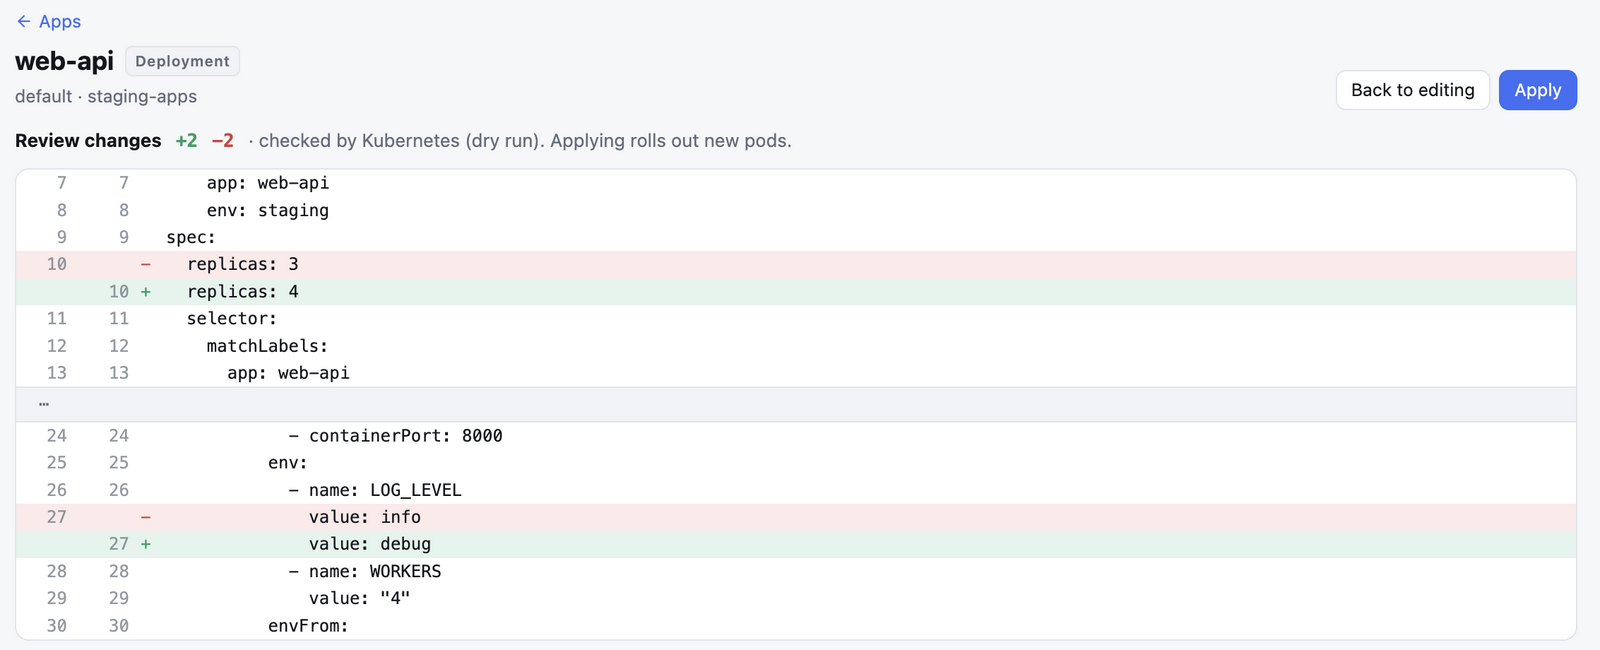 ← Apps
web-api Deployment
default · staging-apps
Back to editing Apply
Review changes +2 −2 · checked by Kubernetes (dry run). Applying rolls out new pods.
7 7     app: web-api
8 8     env: staging
9 9 spec:
10 −   replicas: 3
10 +   replicas: 4
11 11   selector:
12 12     matchLabels:
13 13       app: web-api
…
24 24             - containerPort: 8000
25 25           env:
26 26             - name: LOG_LEVEL
27 −               value: info
27 +               value: debug
28 28             - name: WORKERS
29 29               value: "4"
30 30           envFrom: